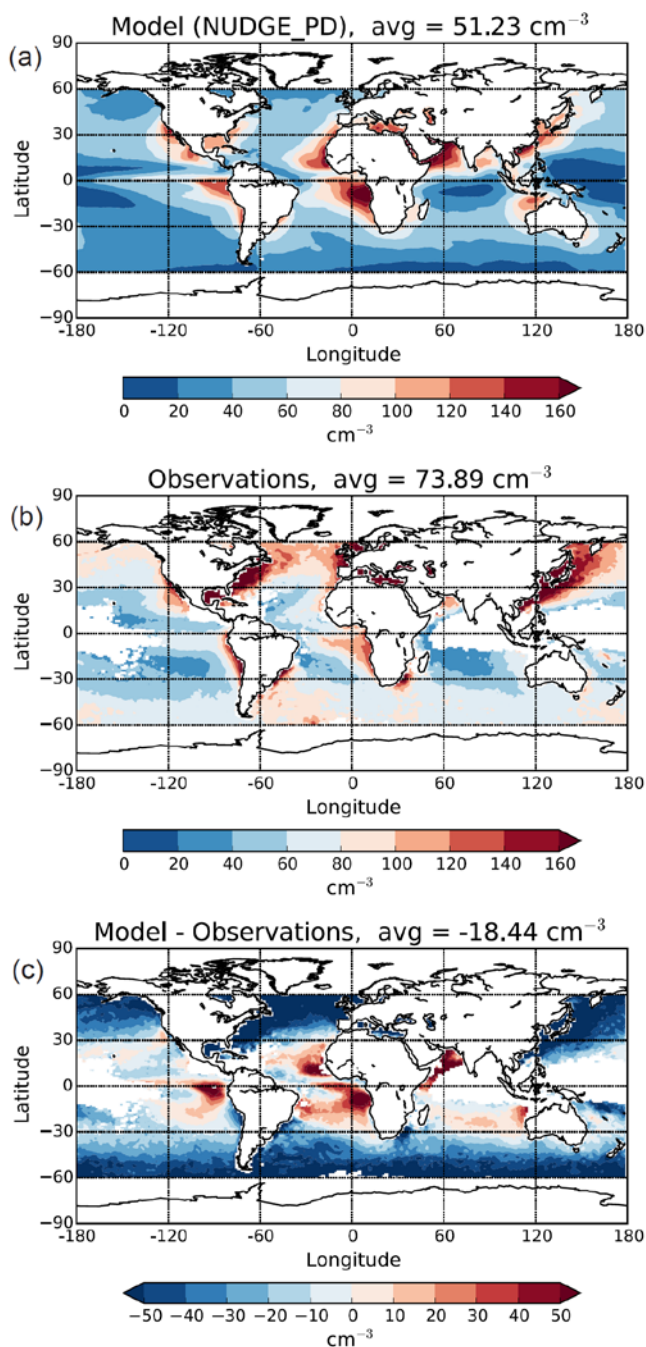 Model (NUDGE_PD), avg = 51.23 cm⁻³
(a)
90
60
30
0
−30
−60
−90
Latitude
-180 -120 -60 0 60 120 180
Longitude
0 20 40 60 80 100 120 140 160
cm⁻³
Observations, avg = 73.89 cm⁻³
(b)
90
60
30
0
−30
−60
−90
Latitude
-180 -120 -60 0 60 120 180
Longitude
0 20 40 60 80 100 120 140 160
cm⁻³
Model - Observations, avg = -18.44 cm⁻³
(c)
90
60
30
0
−30
−60
−90
Latitude
-180 -120 -60 0 60 120 180
Longitude
−50 −40 −30 −20 −10 0 10 20 30 40 50
cm⁻³